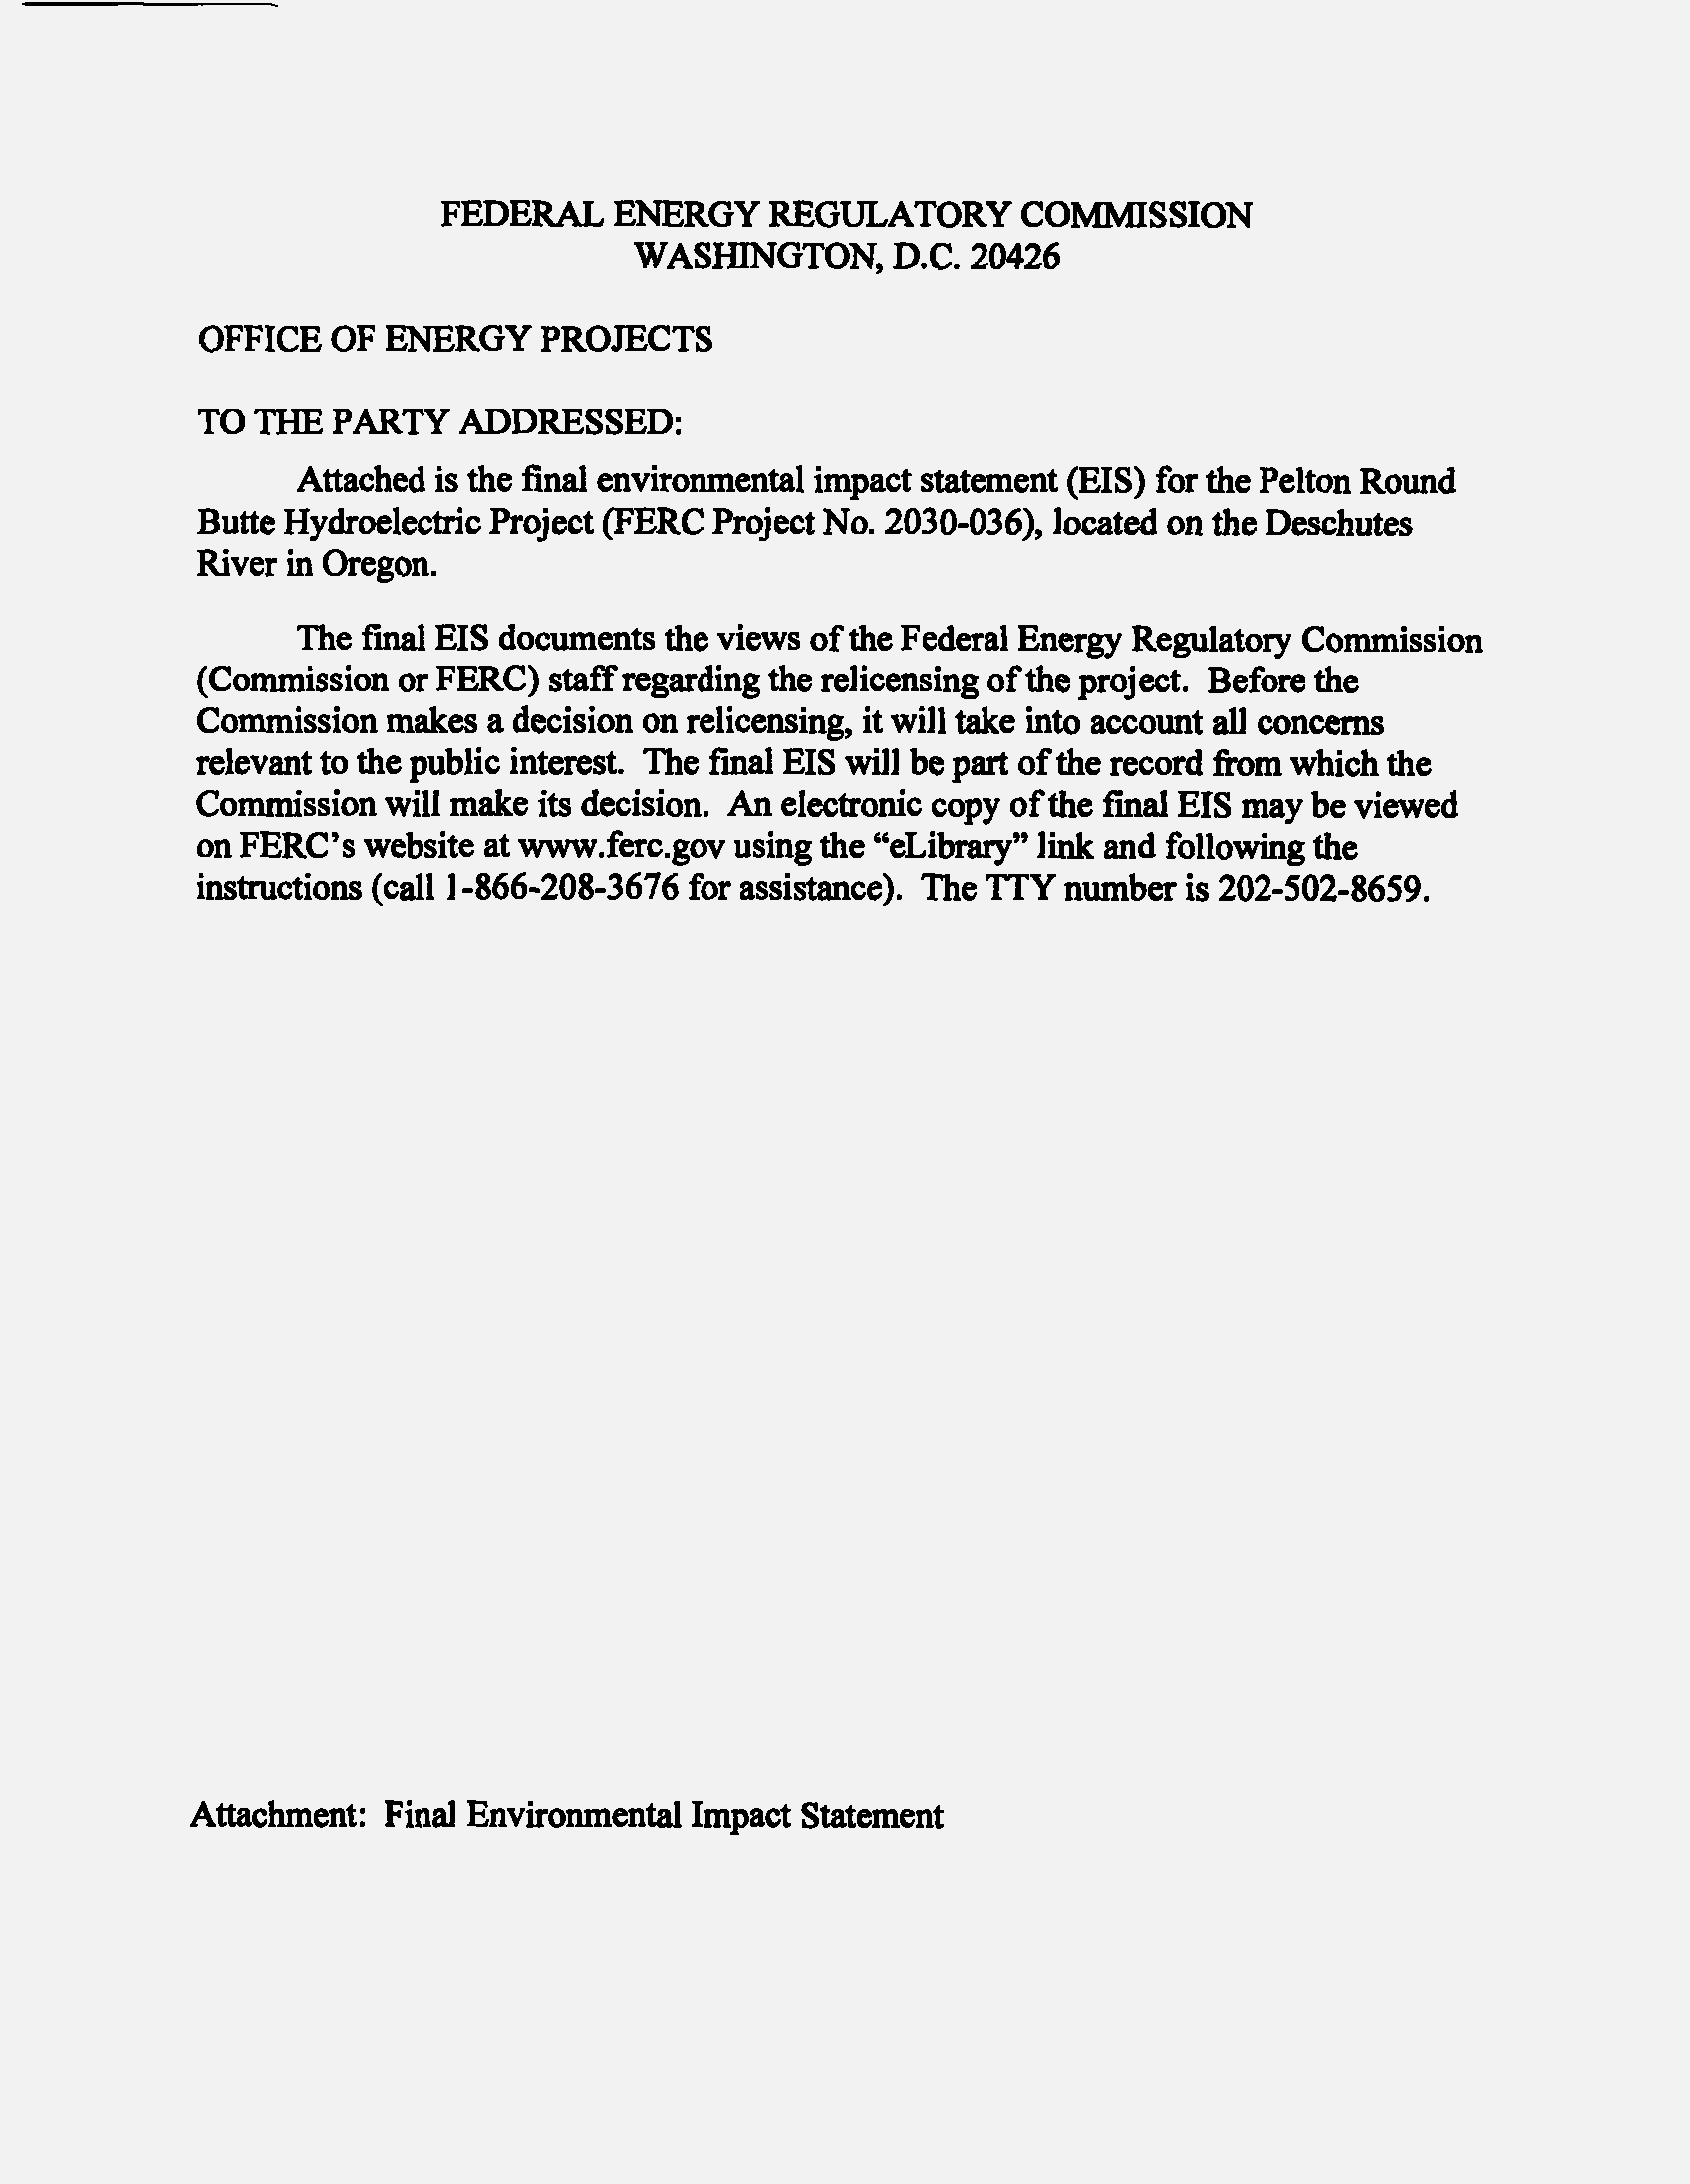 FEDERAL ENERGY REGULATORY COMMISSION
WASHINGTON, D.C. 20426
OFFICE OF ENERGY PROJECTS
TO THE PARTY ADDRESSED:
Attached is the final environmental impact statement (EIS) for the Pelton Round
Butte Hydroelectric Project (FERC Project No. 2030-036), located on the Deschutes
River in Oregon.
The final EIS documents the views of the Federal Energy Regulatory Commission
(Commission or FERC) staff regarding the relicensing of the project. Before the
Commission makes a decision on relicensing, it will take into account all concerns
relevant to the public interest. The final EIS will be part of the record from which the
Commission will make its decision. An electronic copy of the final EIS may be viewed
on FERC's website at www.ferc.gov using the “eLibrary” link and following the
instructions (call 1-866-208-3676 for assistance). The TTY number is 202-502-8659.
Attachment: Final Environmental Impact Statement